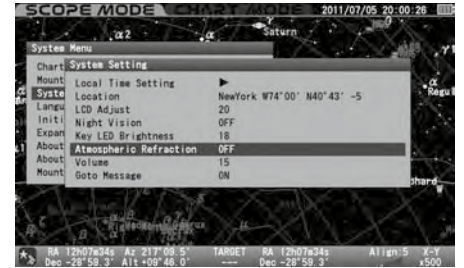 SCOPE MODE CHART MODE 2011/07/05 20:00:26
α2 α Saturn
System Menu
γ1
Chart System Setting
Mount Local Time Setting ▶
α
Syste Location NewYork W74°00' N40°43' -5
Regu
Langu LCD Adjust 20
Initi Night Vision OFF
Expan Key LED Brightness 18
About Atmospheric Refraction OFF
About Volume 15
Mount Goto Message ON
phard
RA 12h07m34s Az 217°09.5' TARGET RA 12h07m34s Align:5 X-Y
Dec -28°59.3' Alt +09°46.0' --- Dec -28°59.3' x500